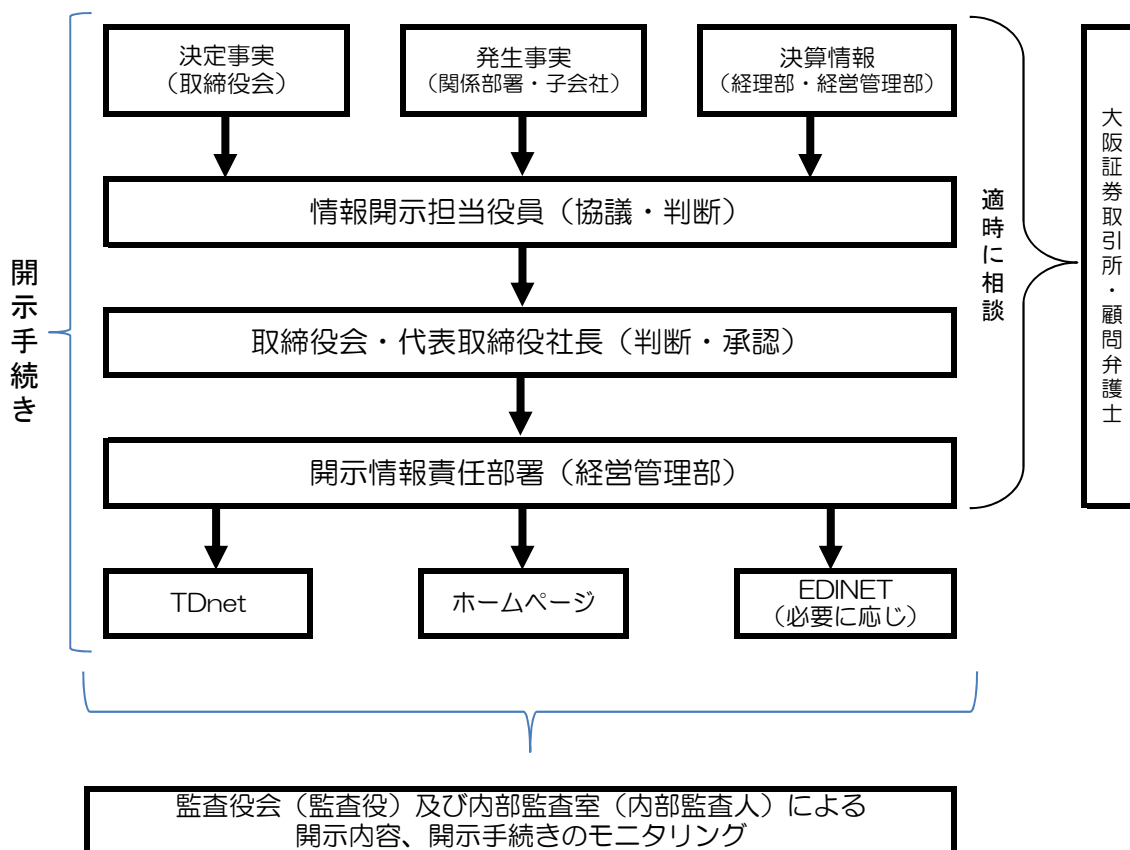 決定事実
（取締役会）
発生事実
（関係部署・子会社）
決算情報
（経理部・経営管理部）
情報開示担当役員（協議・判断）
取締役会・代表取締役社長（判断・承認）
開示情報責任部署（経営管理部）
TDnet
ホームページ
EDINET
（必要に応じ）
開示手続き
適時に相談
大阪証券取引所・顧問弁護士
監査役会（監査役）及び内部監査室（内部監査人）による
開示内容、開示手続きのモニタリング